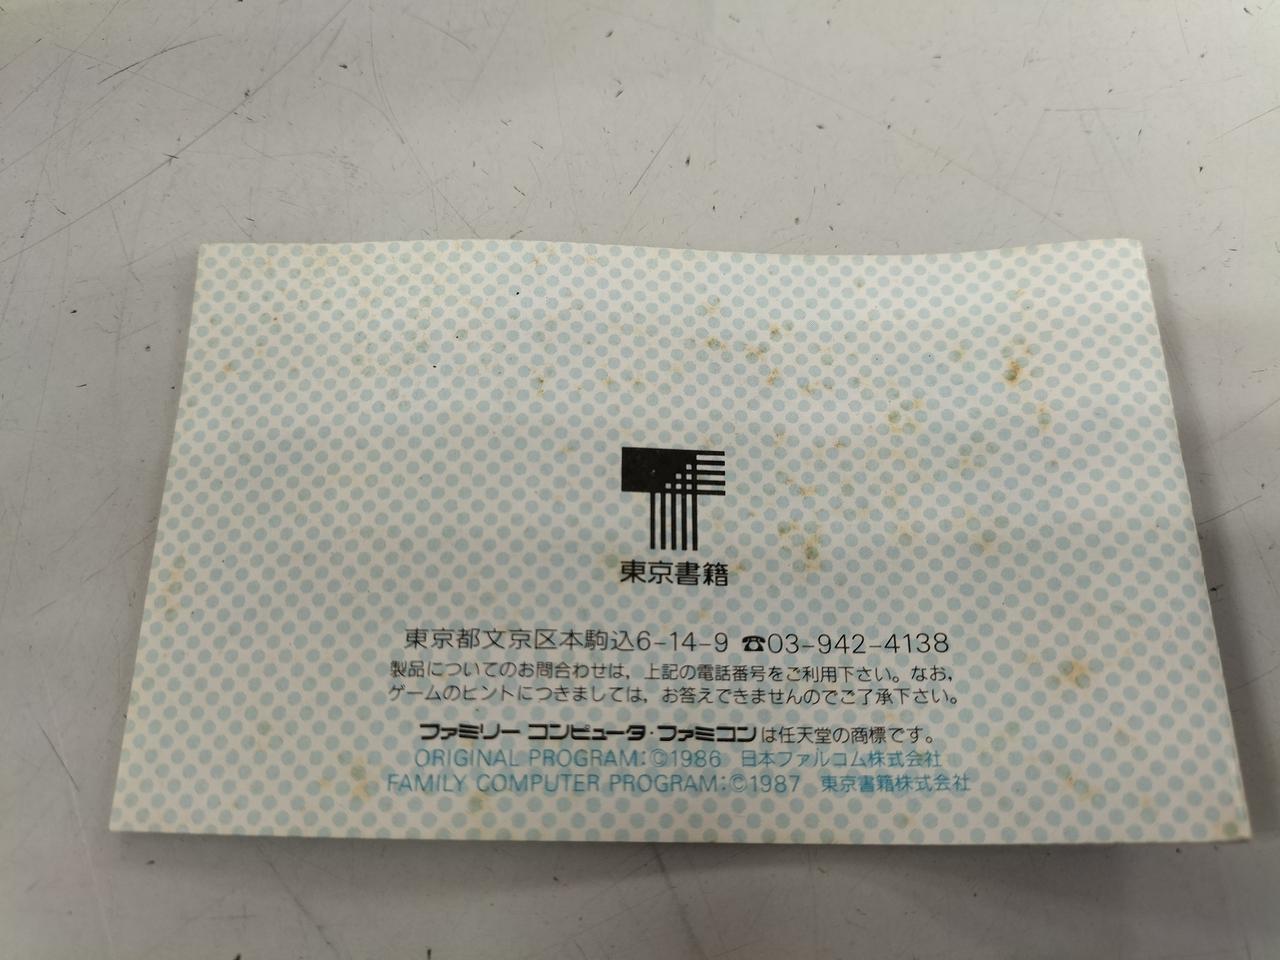 東京書籍
東京都文京区本駒込6-14-9 ☎03-942-4138
製品についてのお問合わせは、上記の電話番号をご利用下さい。なお、
ゲームのヒントにつきましては、お答えできませんのでご了承下さい。
ファミリー コンピュータ・ファミコンは任天堂の商標です。
ORIGINAL PROGRAM:©1986 日本ファルコム株式会社
FAMILY COMPUTER PROGRAM:©1987 東京書籍株式会社